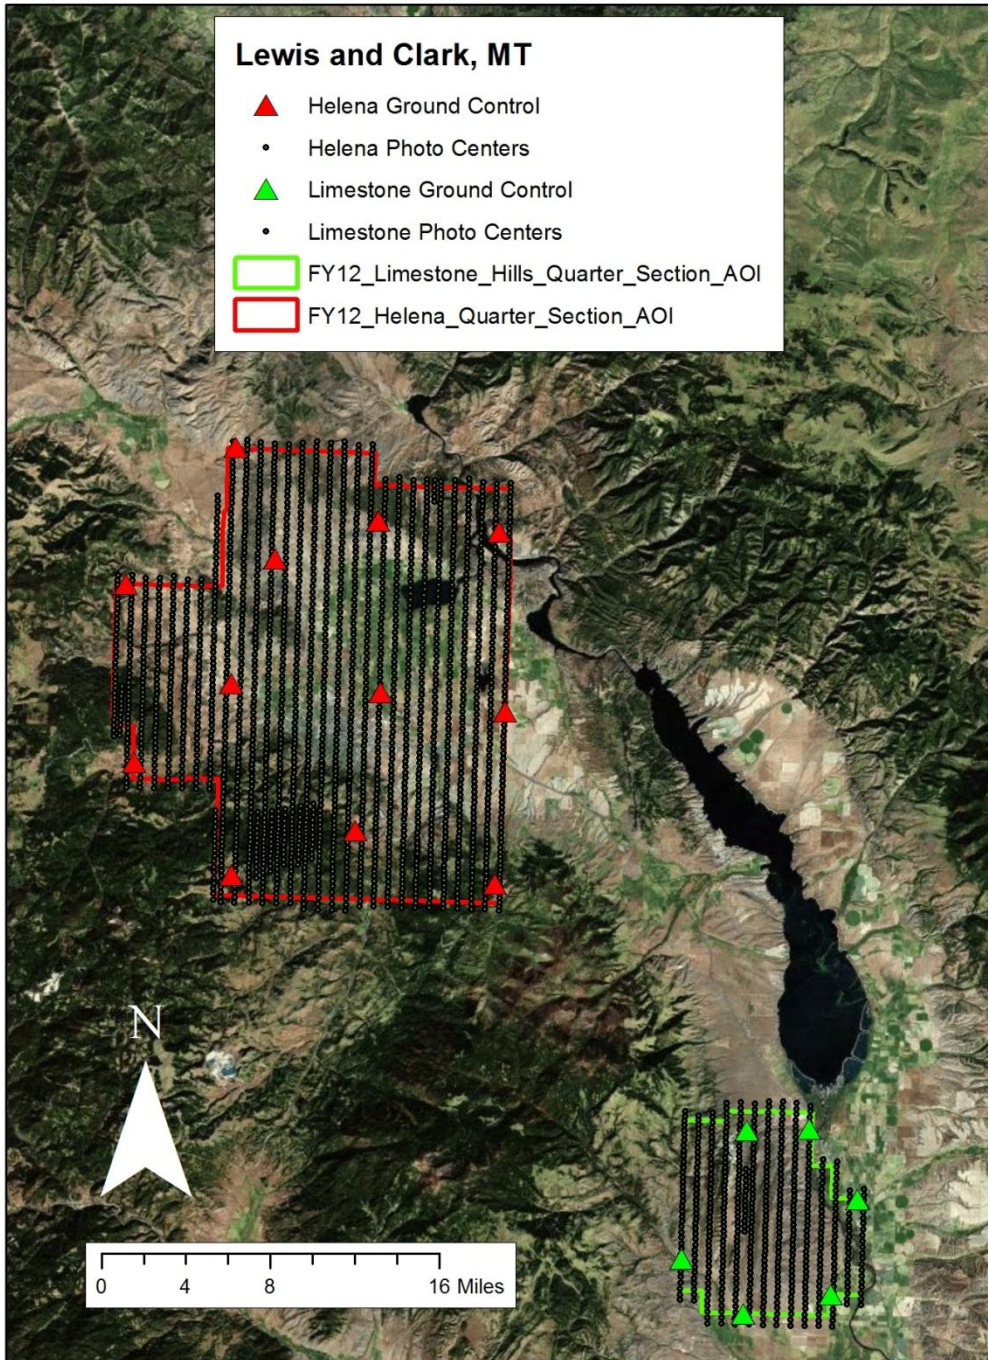 Lewis and Clark, MT
Helena Ground Control
Helena Photo Centers
Limestone Ground Control
Limestone Photo Centers
FY12_Limestone_Hills_Quarter_Section_AOI
FY12_Helena_Quarter_Section_AOI
N
0 4 8 16 Miles